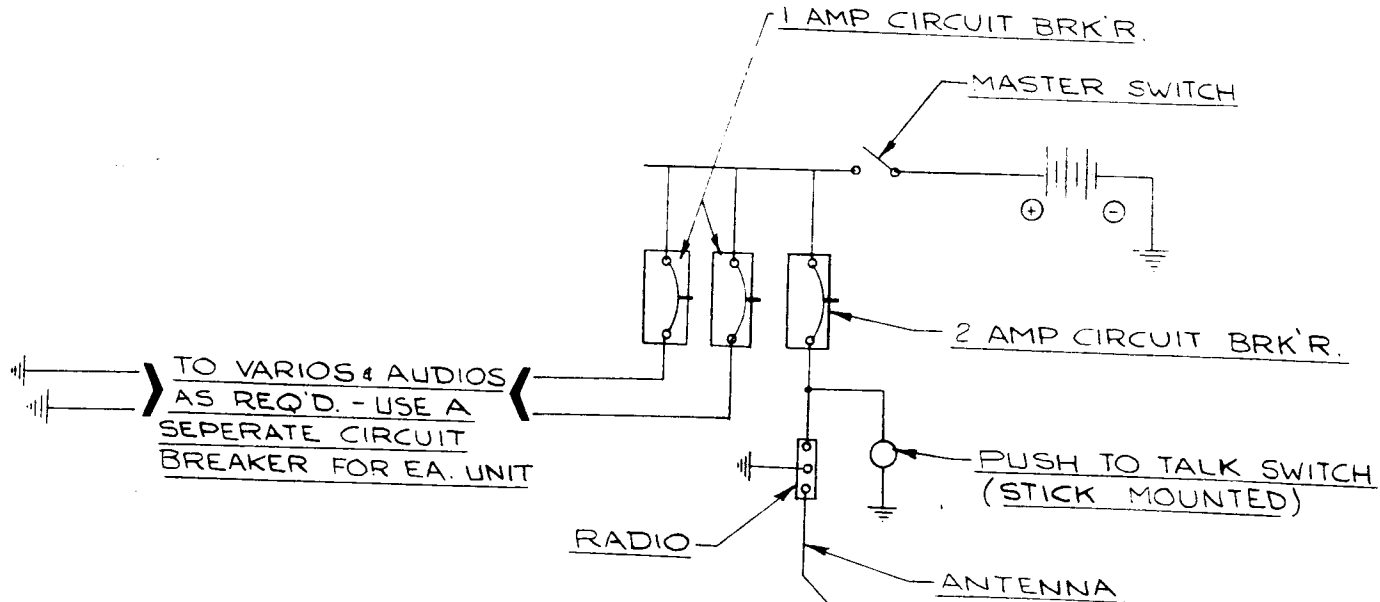 1 AMP CIRCUIT BRK'R.
MASTER SWITCH
+
-
2 AMP CIRCUIT BRK'R.
TO VARIOS & AUDIOS
AS REQ'D. - USE A
SEPERATE CIRCUIT
BREAKER FOR EA. UNIT
PUSH TO TALK SWITCH
(STICK MOUNTED)
RADIO
ANTENNA